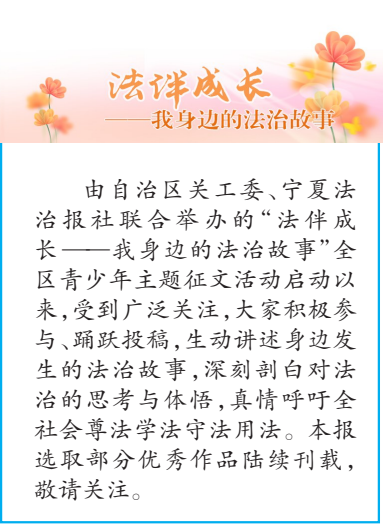 法伴成长
——我身边的法治故事
由自治区关工委、宁夏法
治报社联合举办的“法伴成
长——我身边的法治故事”全
区青少年主题征文活动启动以
来,受到广泛关注,大家积极参
与、踊跃投稿,生动讲述身边发
生的法治故事,深刻剖白对法
治的思考与体悟,真情呼吁全
社会尊法学法守法用法。本报
选取部分优秀作品陆续刊载,
敬请关注。